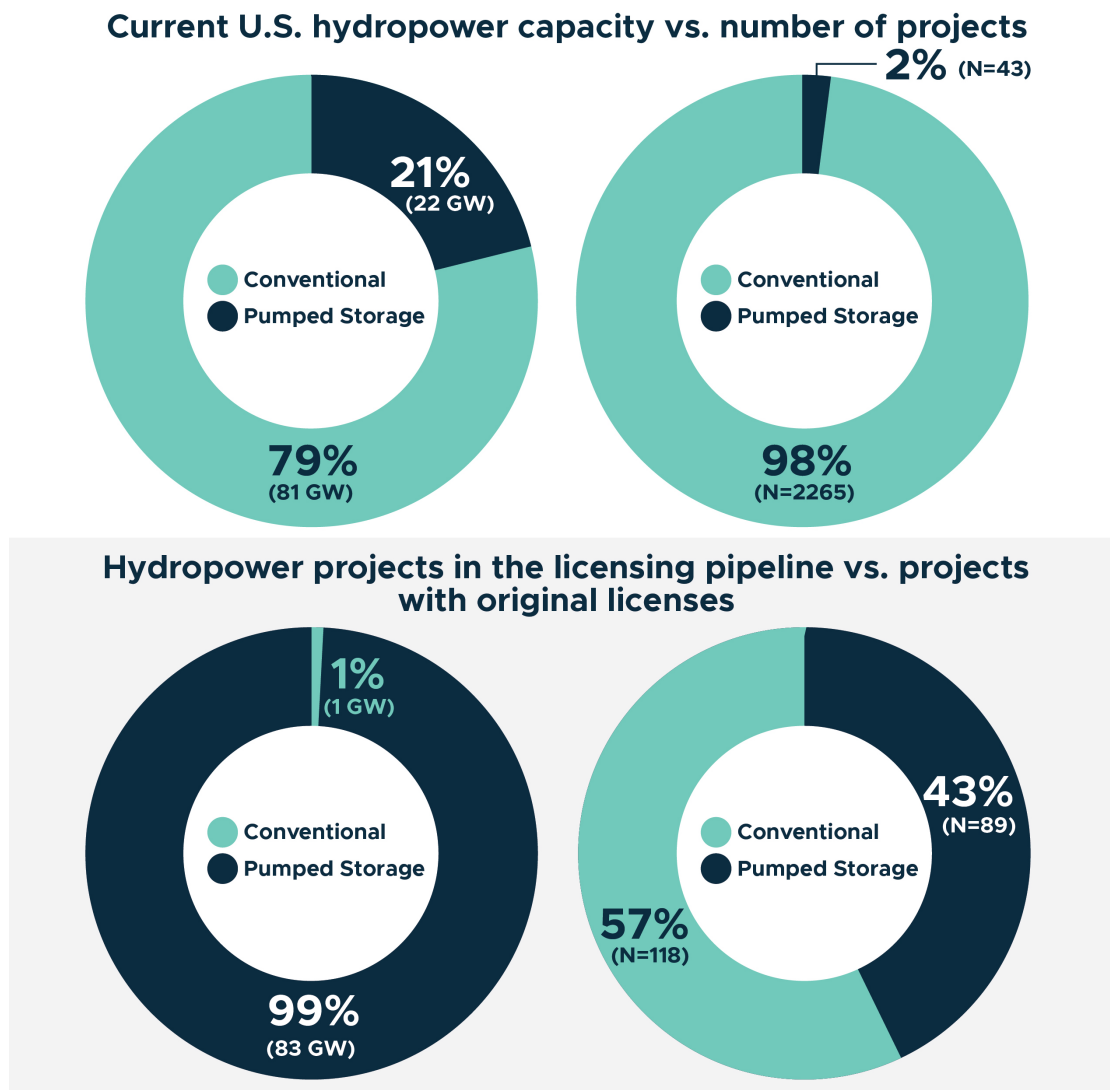 Current U.S. hydropower capacity vs. number of projects
21%
(22 GW)
Conventional
Pumped Storage
79%
(81 GW)
2% (N=43)
Conventional
Pumped Storage
98%
(N=2265)
Hydropower projects in the licensing pipeline vs. projects
with original licenses
1%
(1 GW)
Conventional
Pumped Storage
99%
(83 GW)
43%
(N=89)
Conventional
Pumped Storage
57%
(N=118)